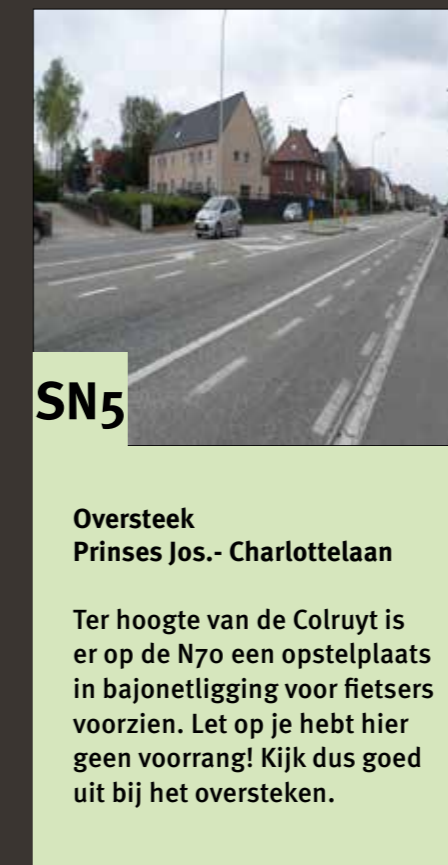 SN5
Oversteek
Prinses Jos.- Charlottelaan
Ter hoogte van de Colruyt is
er op de N70 een opstelplaats
in bajonetligging voor fietsers
voorzien. Let op je hebt hier
geen voorrang! Kijk dus goed
uit bij het oversteken.